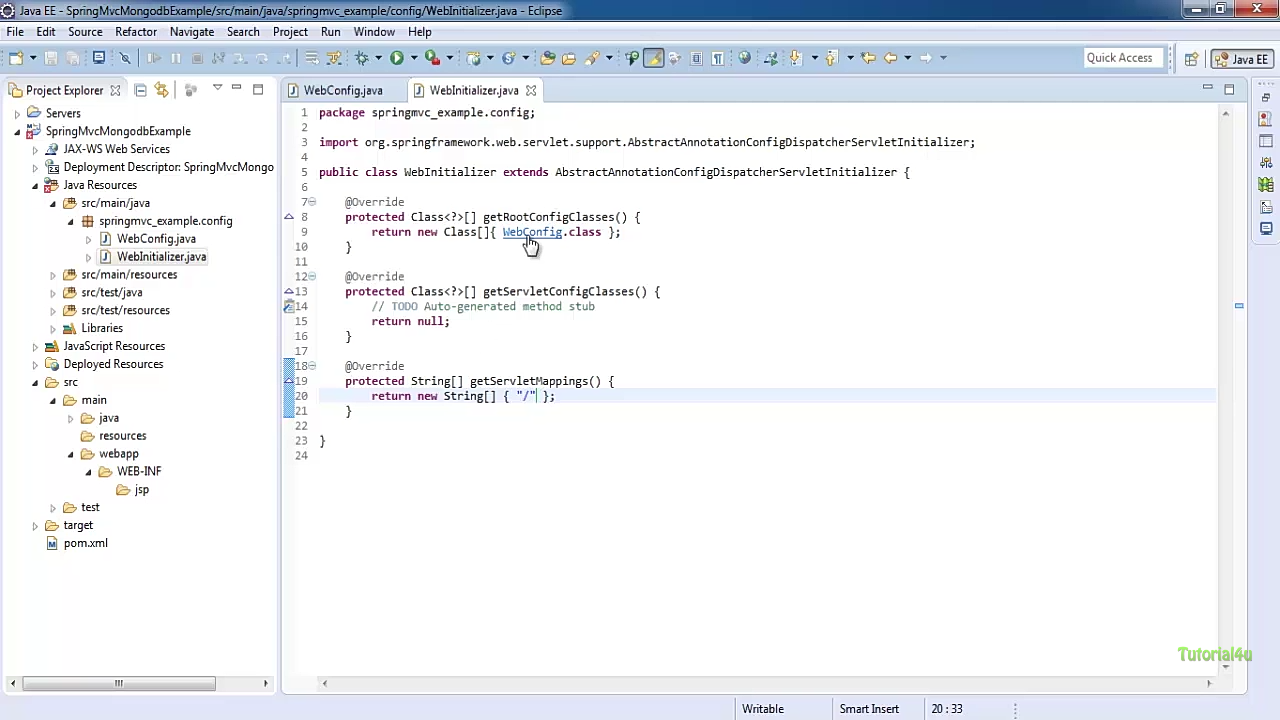 Java EE - SpringMvcMongodbExample/src/main/java/springmvc_example/config/WebInitializer.java - Eclipse
File Edit Source Refactor Navigate Search Project Run Window Help
Quick Access
Java EE
Project Explorer
WebConfig.java
WebInitializer.java
Servers
SpringMvcMongodbExample
JAX-WS Web Services
Deployment Descriptor: SpringMvcMongo
Java Resources
src/main/java
springmvc_example.config
WebConfig.java
WebInitializer.java
src/main/resources
src/test/java
src/test/resources
Libraries
JavaScript Resources
Deployed Resources
src
main
java
resources
webapp
WEB-INF
jsp
test
target
pom.xml
1 package springmvc_example.config;
2
3 import org.springframework.web.servlet.support.AbstractAnnotationConfigDispatcherServletInitializer;
4
5 public class WebInitializer extends AbstractAnnotationConfigDispatcherServletInitializer {
6
7 @Override
8 protected Class<?>[] getRootConfigClasses() {
9 return new Class[]{ WebConfig.class };
10 }
11
12 @Override
13 protected Class<?>[] getServletConfigClasses() {
14 // TODO Auto-generated method stub
15 return null;
16 }
17
18 @Override
19 protected String[] getServletMappings() {
20 return new String[] { "/" };
21 }
22
23 }
24
Tutorial4u
Writable Smart Insert 20 : 33